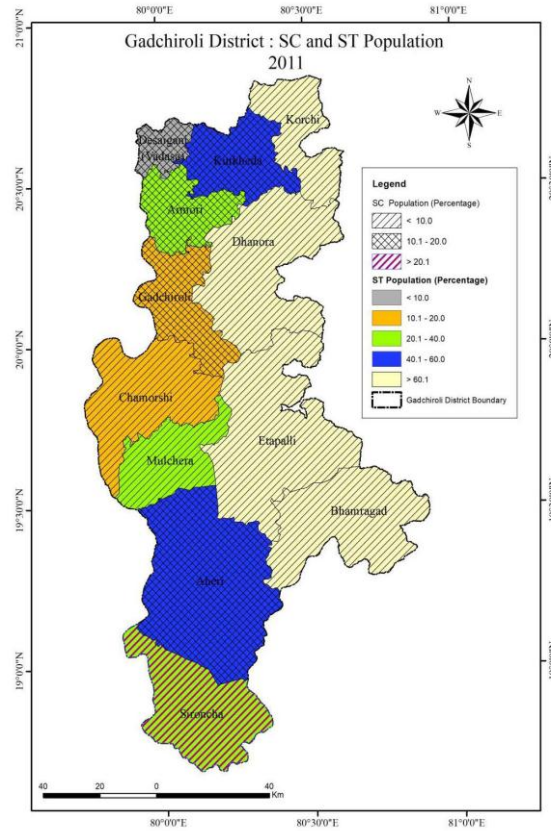 Gadchiroli District : SC and ST Population
2011
80°0'0"E 80°30'0"E 81°0'0"E
21°0'0"N
20°30'0"N
20°0'0"N
19°30'0"N
19°0'0"N
N
W E
S
Korchi
Desaiganj
(Vadasa)
Kurkheda
Armori
Dhanora
Gadchiroli
Chamorshi
Etapalli
Mulchera
Bhamragad
Aheri
Sironcha
Legend
SC Population (Percentage)
< 10.0
10.1 - 20.0
> 20.1
ST Population (Percentage)
<10.0
10.1 - 20.0
20.1 - 40.0
40.1 - 60.0
> 60.1
Gadchiroli District Boundary
40 20 0 40
Km
80°0'0"E 80°30'0"E 81°0'0"E